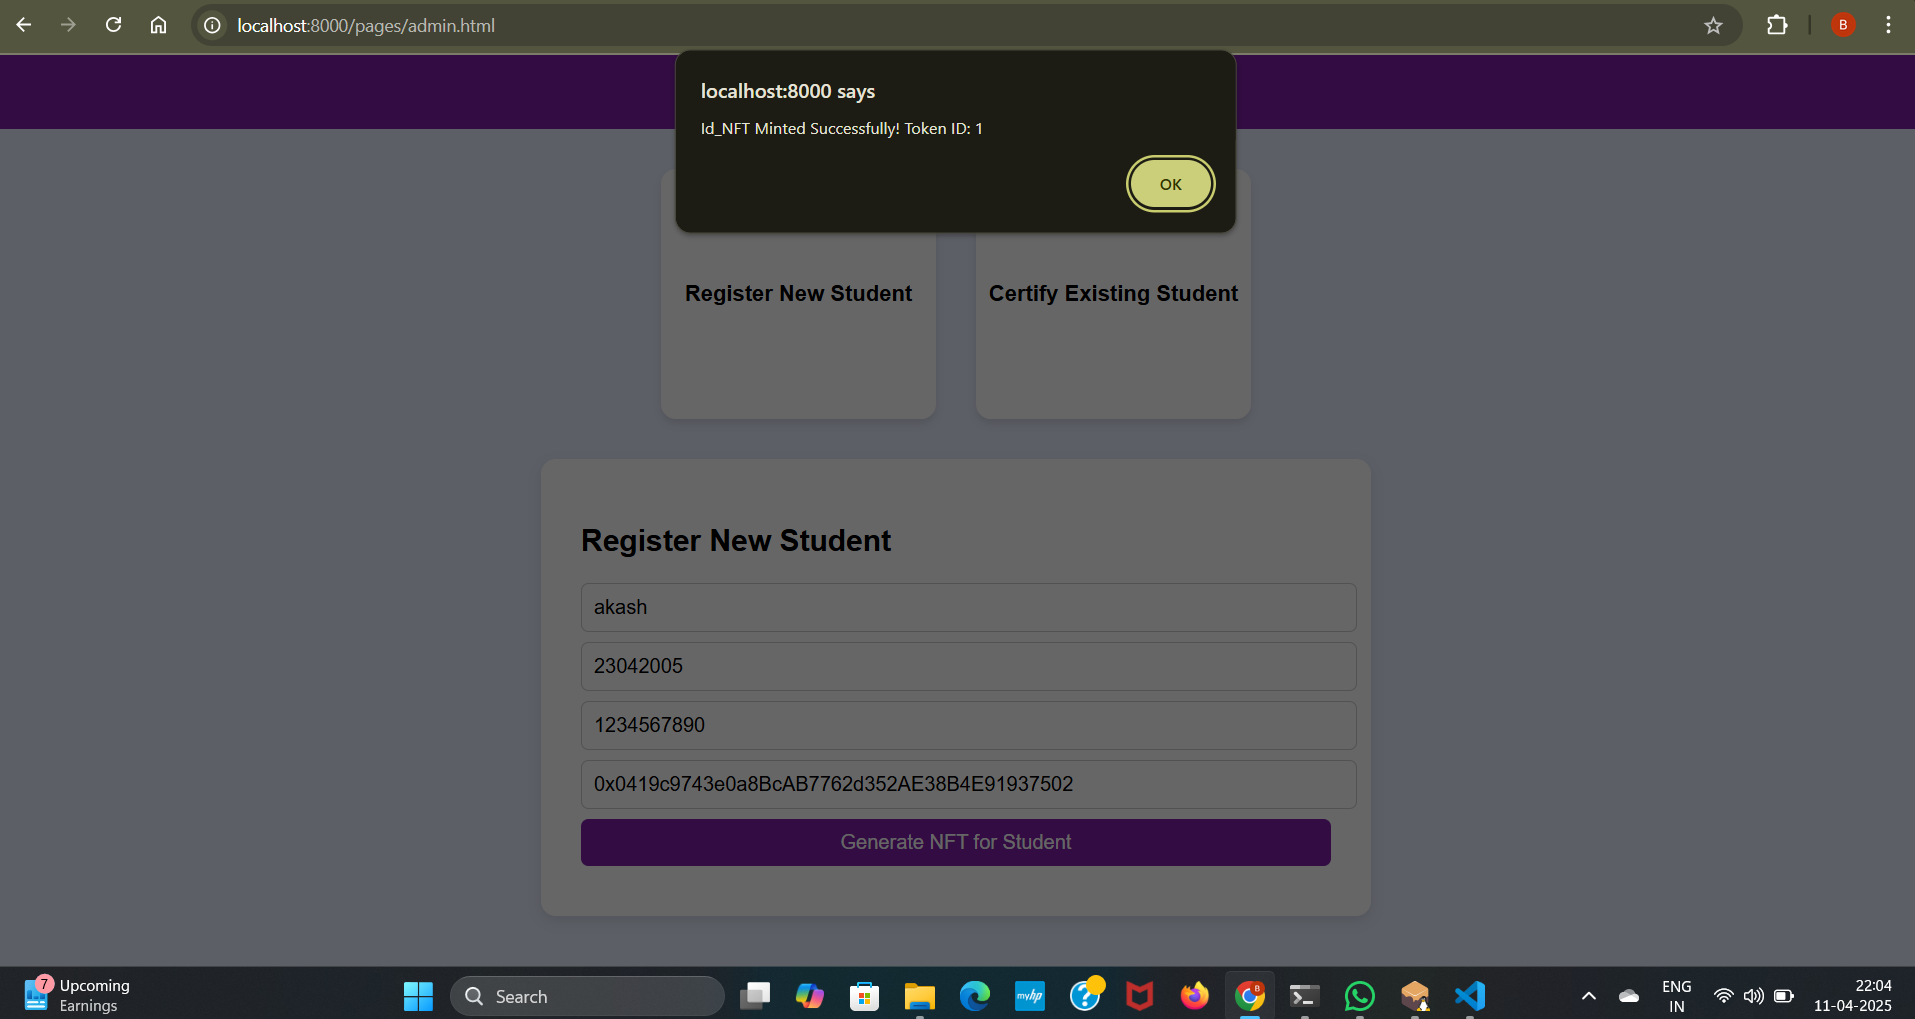 localhost:8000/pages/admin.html
B
localhost:8000 says
Id_NFT Minted Successfully! Token ID: 1
OK
Register New Student
Certify Existing Student
Register New Student
akash
23042005
1234567890
0x0419c9743e0a8BcAB7762d352AE38B4E91937502
Generate NFT for Student
7
Upcoming
Earnings
Search
myhp
?
B
ENG
IN
22:04
11-04-2025